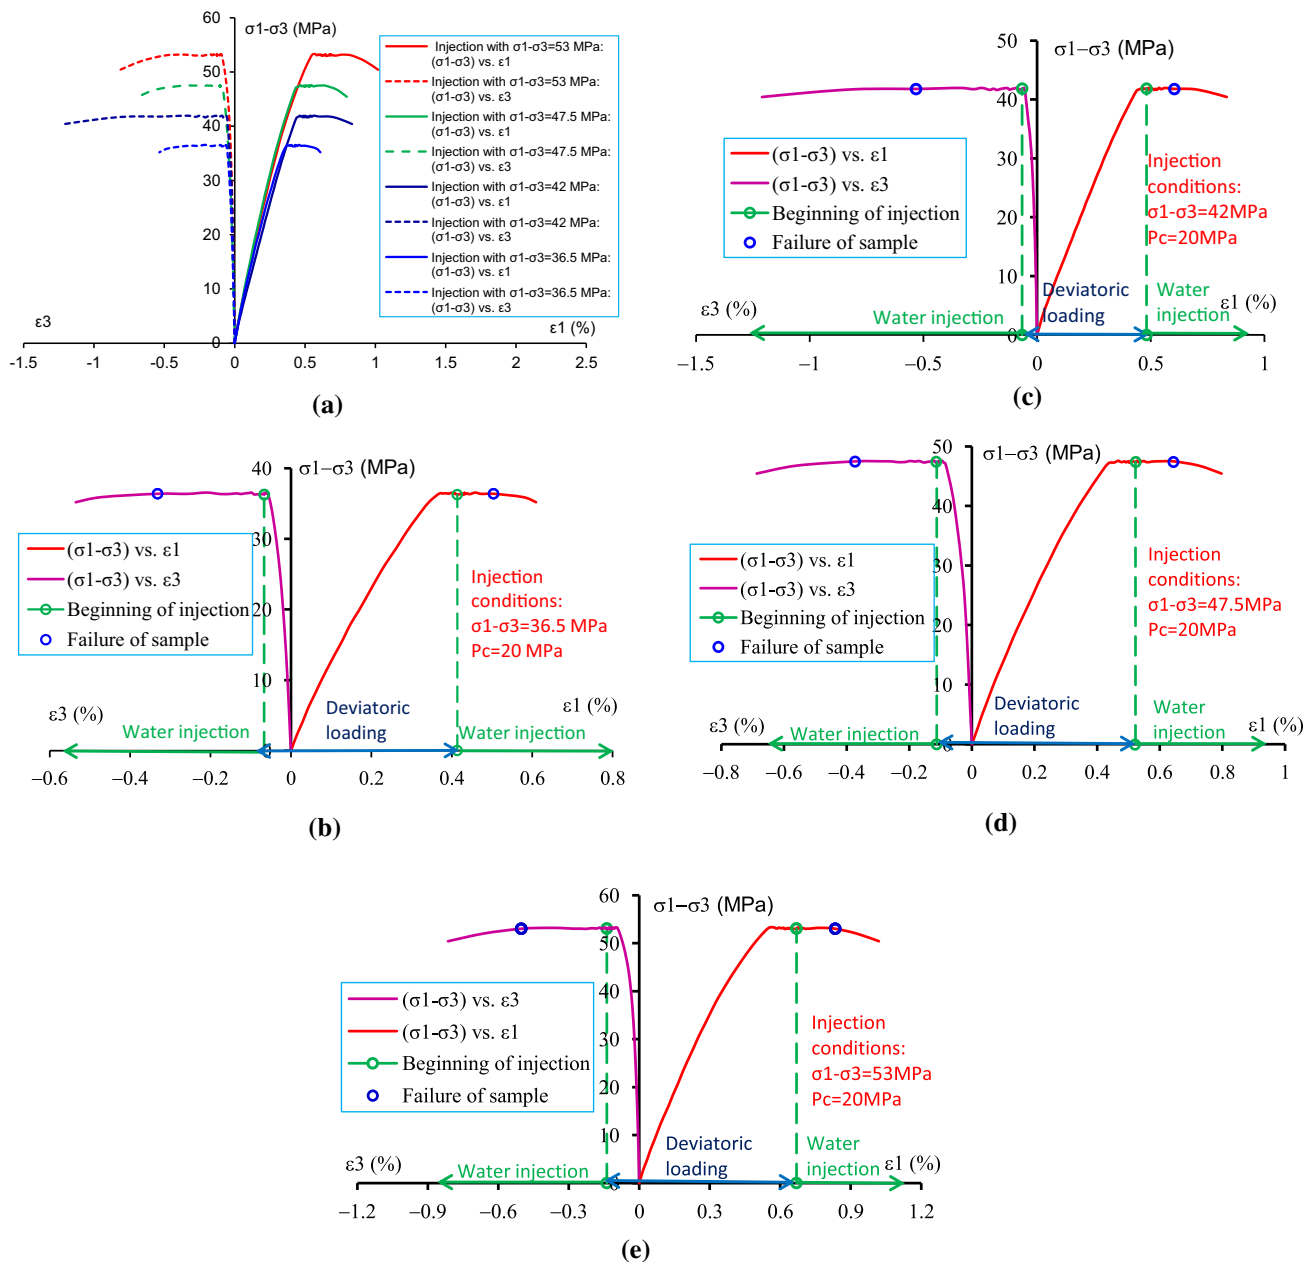 σ1-σ3 (MPa)
60
50
40
30
20
10
0
ε3
ε1 (%)
-1.5
-1
-0.5
0
0.5
1
1.5
2
2.5
Injection with σ1-σ3=53 MPa:
(σ1-σ3) vs. ε1
Injection with σ1-σ3=53 MPa:
(σ1-σ3) vs. ε3
Injection with σ1-σ3=47.5 MPa:
(σ1-σ3) vs. ε1
Injection with σ1-σ3=47.5 MPa:
(σ1-σ3) vs. ε3
Injection with σ1-σ3=42 MPa:
(σ1-σ3) vs. ε1
Injection with σ1-σ3=42 MPa:
(σ1-σ3) vs. ε3
Injection with σ1-σ3=36.5 MPa:
(σ1-σ3) vs. ε1
Injection with σ1-σ3=36.5 MPa:
(σ1-σ3) vs. ε3
(a)
50
σ1−σ3 (MPa)
40
30
20
10
0
(σ1-σ3) vs. ε1
(σ1-σ3) vs. ε3
Beginning of injection
Failure of sample
Injection
conditions:
σ1-σ3=42MPa
Pc=20MPa
ε3 (%)
Water injection
Deviatoric
loading
Water
injection
ε1 (%)
−1.5
−1
−0.5
0
0.5
1
(c)
40
σ1−σ3 (MPa)
30
20
10
(σ1-σ3) vs. ε1
(σ1-σ3) vs. ε3
Beginning of injection
Failure of sample
Injection
conditions:
σ1-σ3=36.5 MPa
Pc=20 MPa
ε3 (%)
Water injection
Deviatoric
loading
Water injection
ε1 (%)
−0.6
−0.4
−0.2
0
0.2
0.4
0.6
0.8
(b)
50
σ1−σ3 (MPa)
40
30
20
10
0
(σ1-σ3) vs. ε1
(σ1-σ3) vs. ε3
Beginning of injection
Failure of sample
Injection
conditions:
σ1-σ3=47.5MPa
Pc=20MPa
ε3 (%)
Water injection
Deviatoric
loading
Water
injection
ε1 (%)
−0.8
−0.6
−0.4
−0.2
0
0.2
0.4
0.6
0.8
1
(d)
60
σ1−σ3 (MPa)
50
40
30
20
10
0
(σ1-σ3) vs. ε3
(σ1-σ3) vs. ε1
Beginning of injection
Failure of sample
Injection
conditions:
σ1-σ3=53MPa
Pc=20MPa
ε3 (%)
Water injection
Deviatoric
loading
Water
injection
ε1 (%)
−1.2
−0.9
−0.6
−0.3
0
0.3
0.6
0.9
1.2
(e)